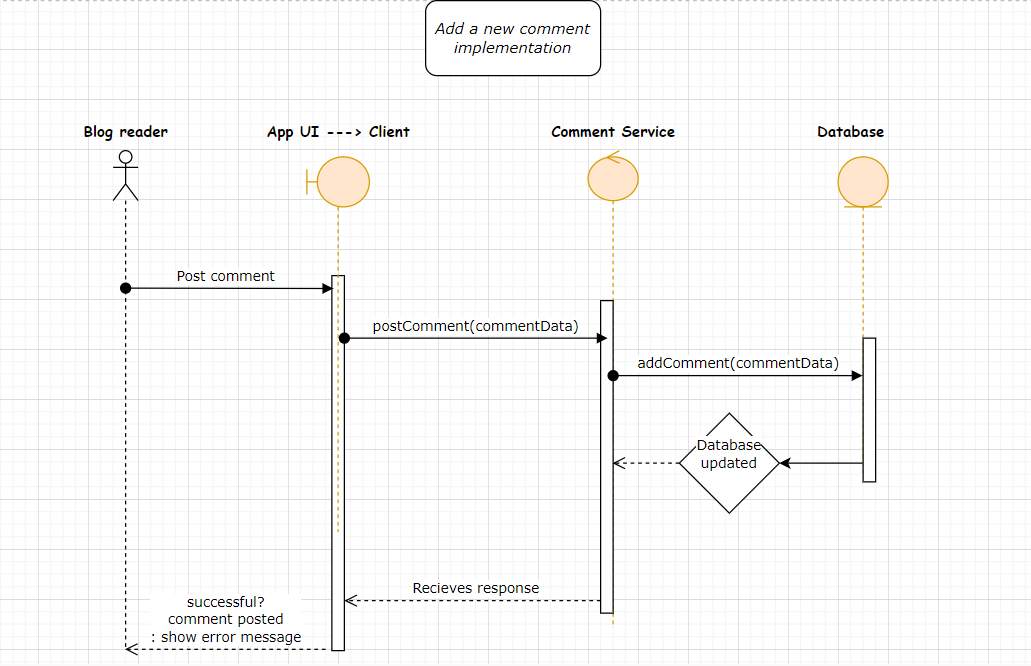 Add a new comment
implementation
Blog reader
App UI ---> Client
Comment Service
Database
Post comment
postComment(commentData)
addComment(commentData)
Database
updated
Recieves response
successful?
comment posted
: show error message